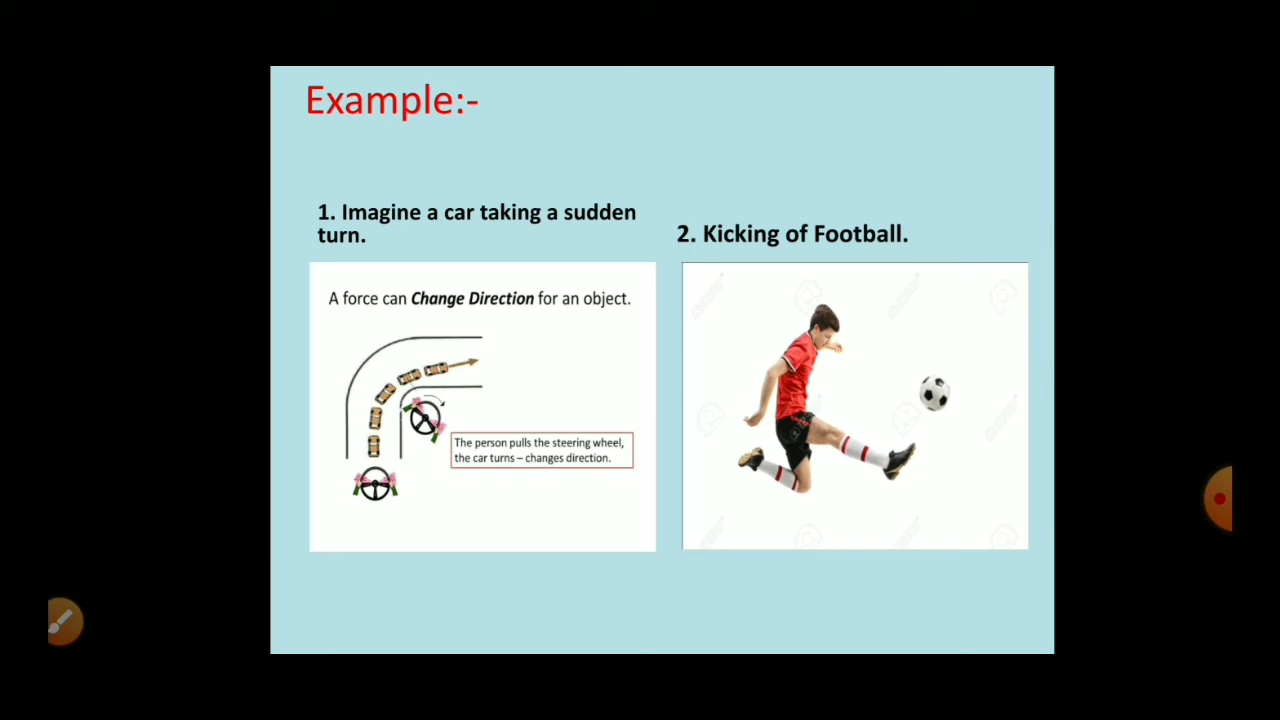 Example:-
1. Imagine a car taking a sudden
turn.
2. Kicking of Football.
A force can Change Direction for an object.
The person pulls the steering wheel,
the car turns – changes direction.